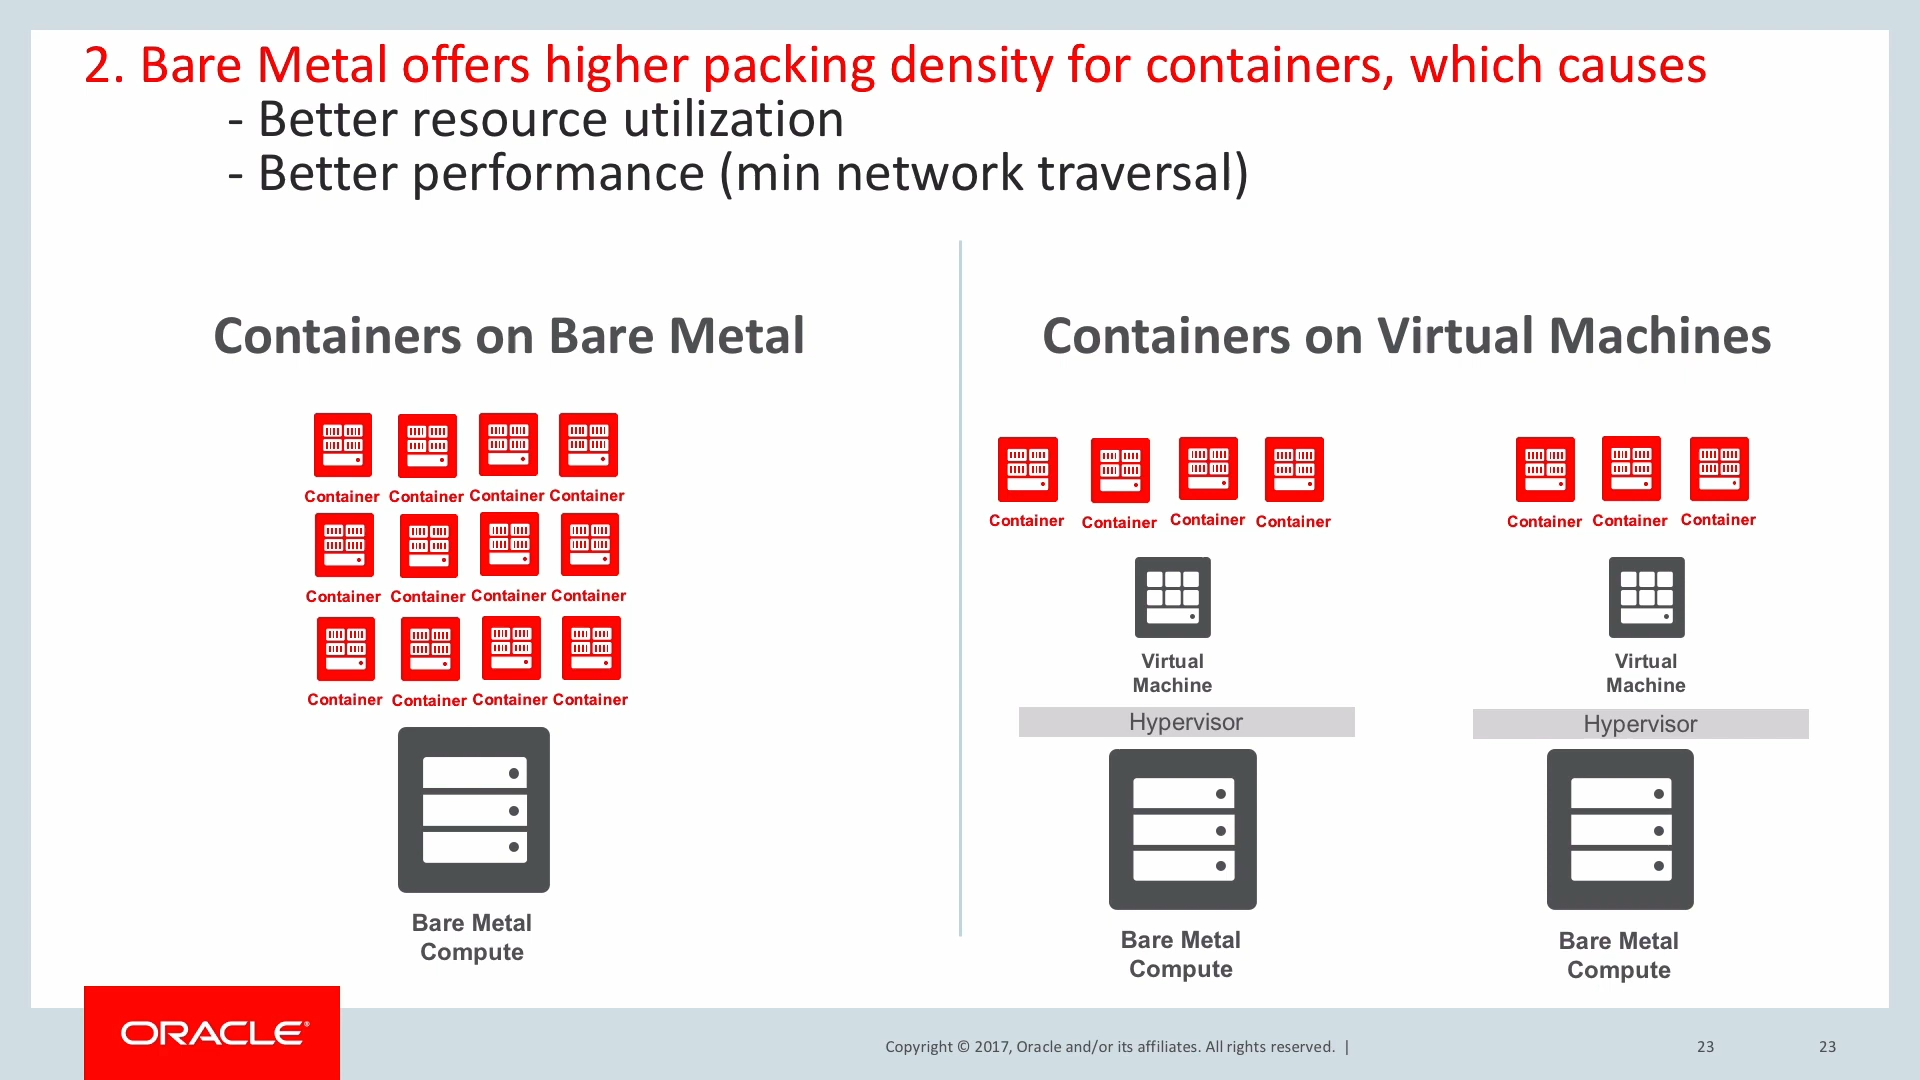 2. Bare Metal offers higher packing density for containers, which causes
- Better resource utilization
- Better performance (min network traversal)
Containers on Bare Metal
Container Container Container Container
Container Container Container Container
Container Container Container Container
Bare Metal
Compute
Containers on Virtual Machines
Container Container Container Container
Virtual
Machine
Hypervisor
Bare Metal
Compute
Container Container Container
Virtual
Machine
Hypervisor
Bare Metal
Compute
ORACLE®
Copyright © 2017, Oracle and/or its affiliates. All rights reserved. |
23
23